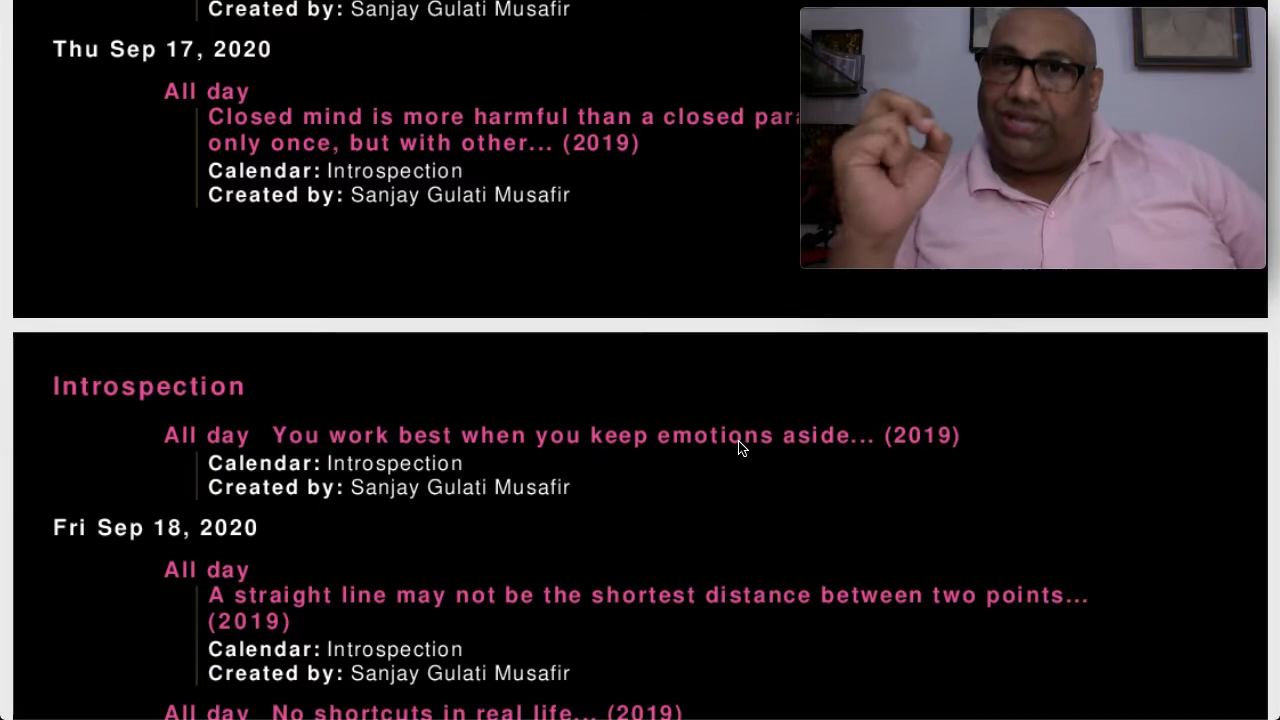 Created by: Sanjay Gulati Musafir
Thu Sep 17, 2020
All day
Closed mind is more harmful than a closed
only once, but with other... (2019)
Calendar: Introspection
Created by: Sanjay Gulati Musafir
Introspection
All day You work best when you keep emotions aside... (2019)
Calendar: Introspection
Created by: Sanjay Gulati Musafir
Fri Sep 18, 2020
All day
A straight line may not be the shortest distance between two points...
(2019)
Calendar: Introspection
Created by: Sanjay Gulati Musafir
All day No shortcuts in real life... (2019)